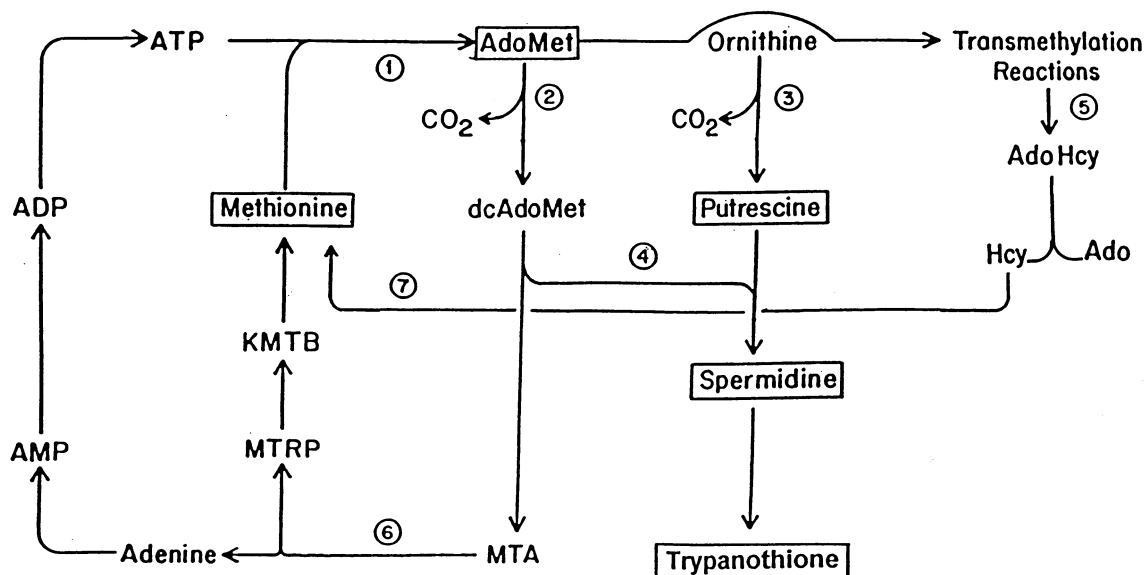 ATP
AdoMet
Ornithine
Transmethylation
Reactions
①
②
③
⑤
CO2
CO2
AdoHcy
ADP
Methionine
dcAdoMet
Putrescine
④
Hcy
Ado
⑦
KMTB
Spermidine
AMP
MTRP
⑥
Adenine
MTA
Trypanothione